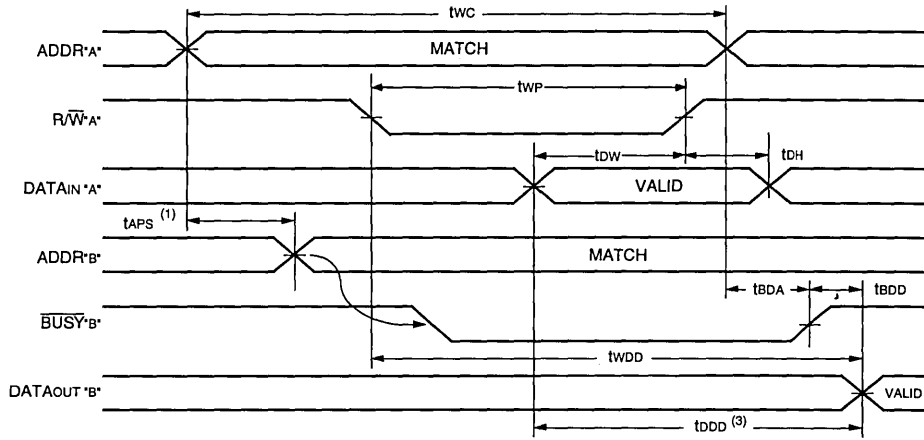 tWC
ADDR"A" MATCH
tWP
R/W̅"A"
tDW tDH
DATAIN"A" VALID
tAPS (1)
ADDR"B" MATCH
tBDA tBDD
B̅U̅S̅Y̅"B"
tWDD
DATAOUT"B" VALID
tDDD (3)